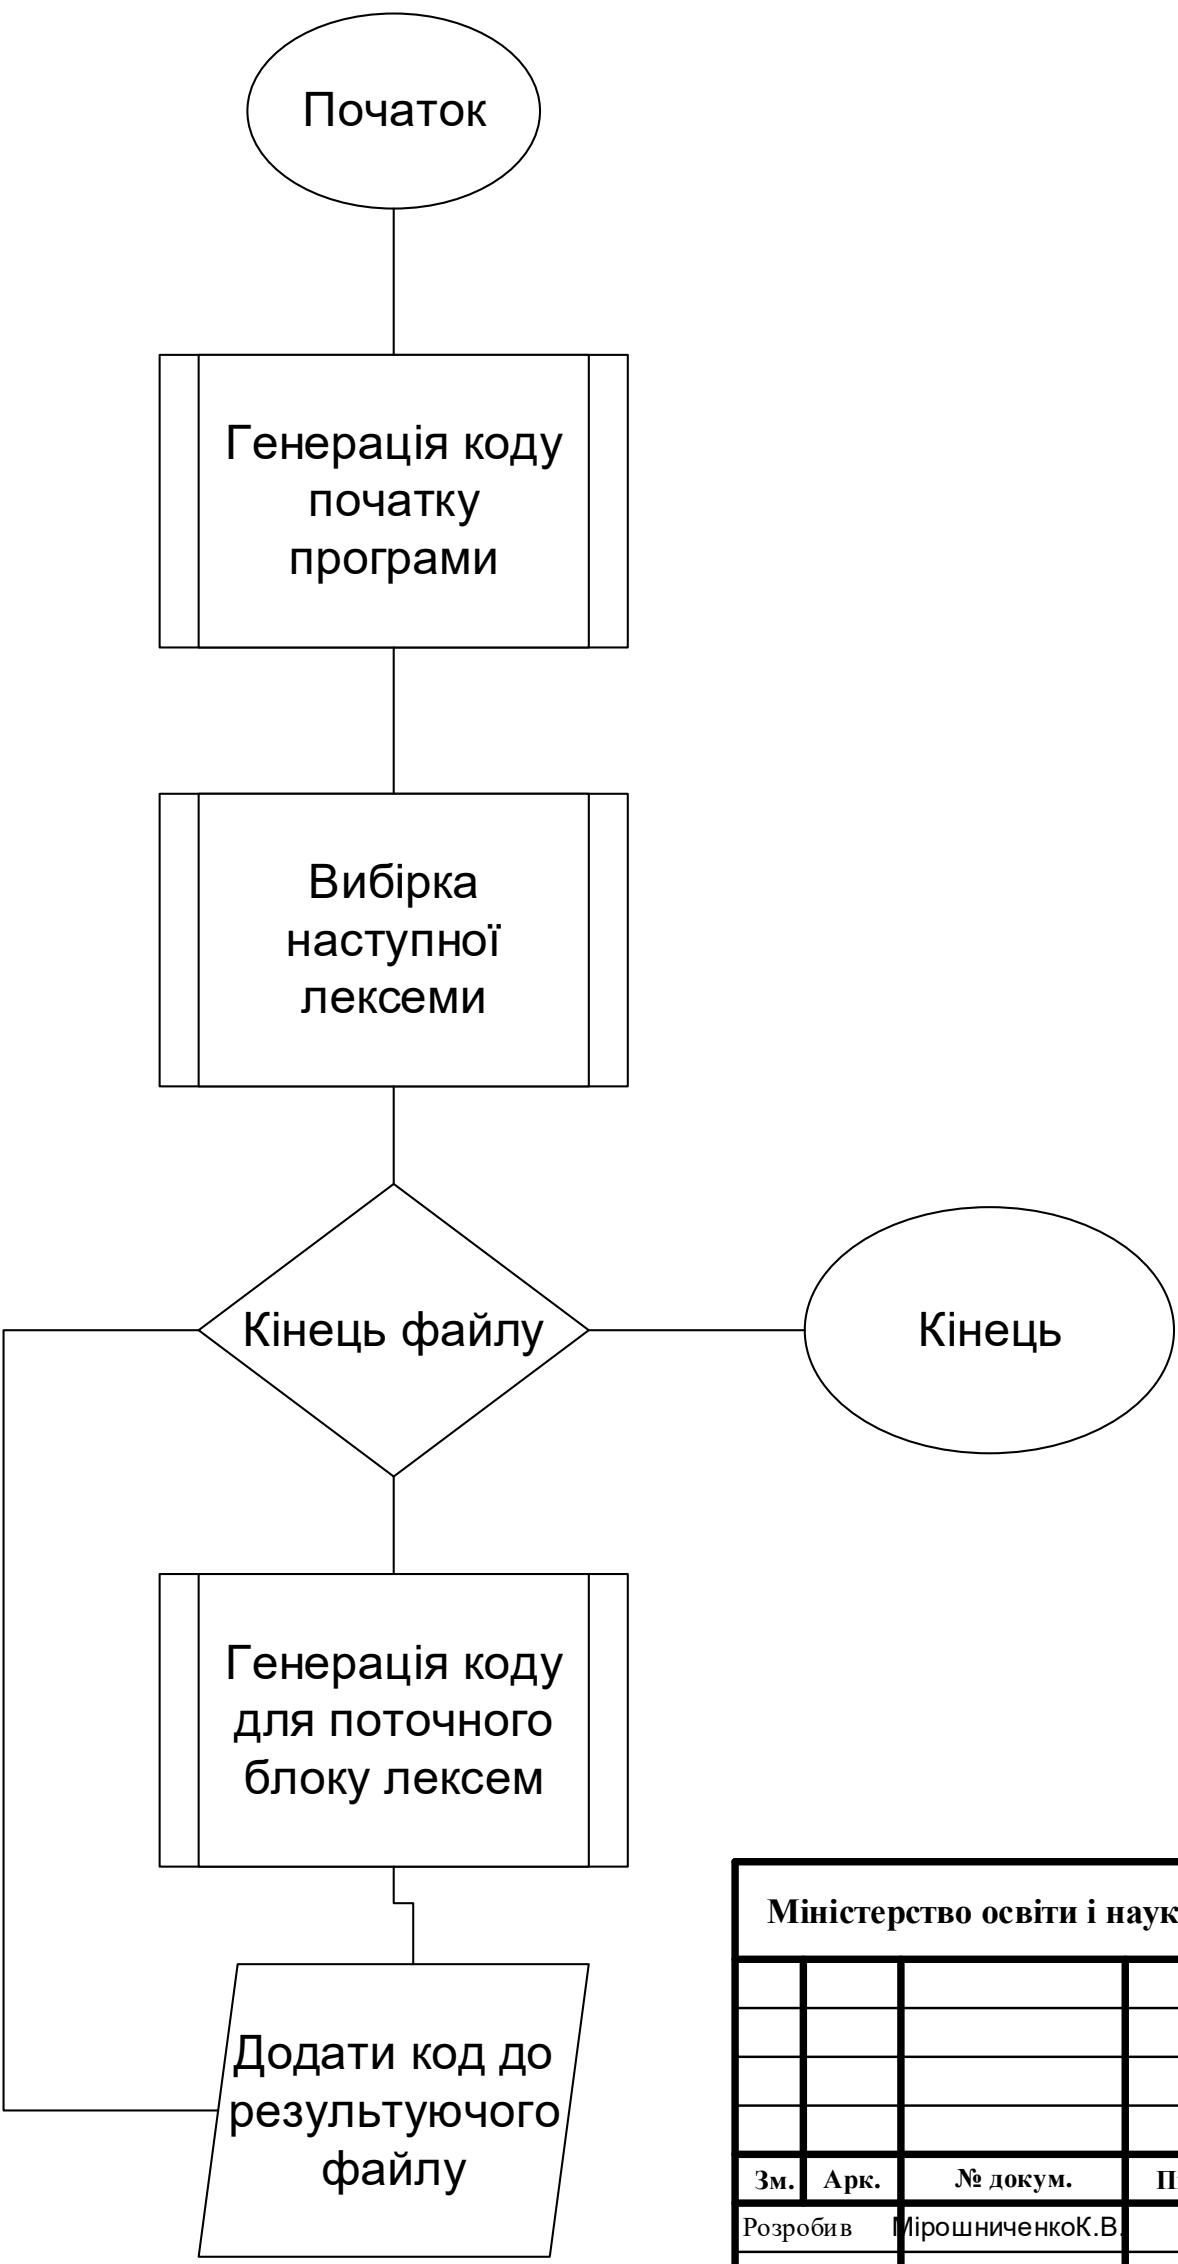 Початок
Генерація коду
початку
програми
Вибірка
наступної
лексеми
Кінець файлу
Кінець
Генерація коду
для поточного
блоку лексем
Додати код до
результуючого
файлу
Міністерство освіти і наук
Зм. Арк. № докум.
Розробив МірошниченкоК.В.